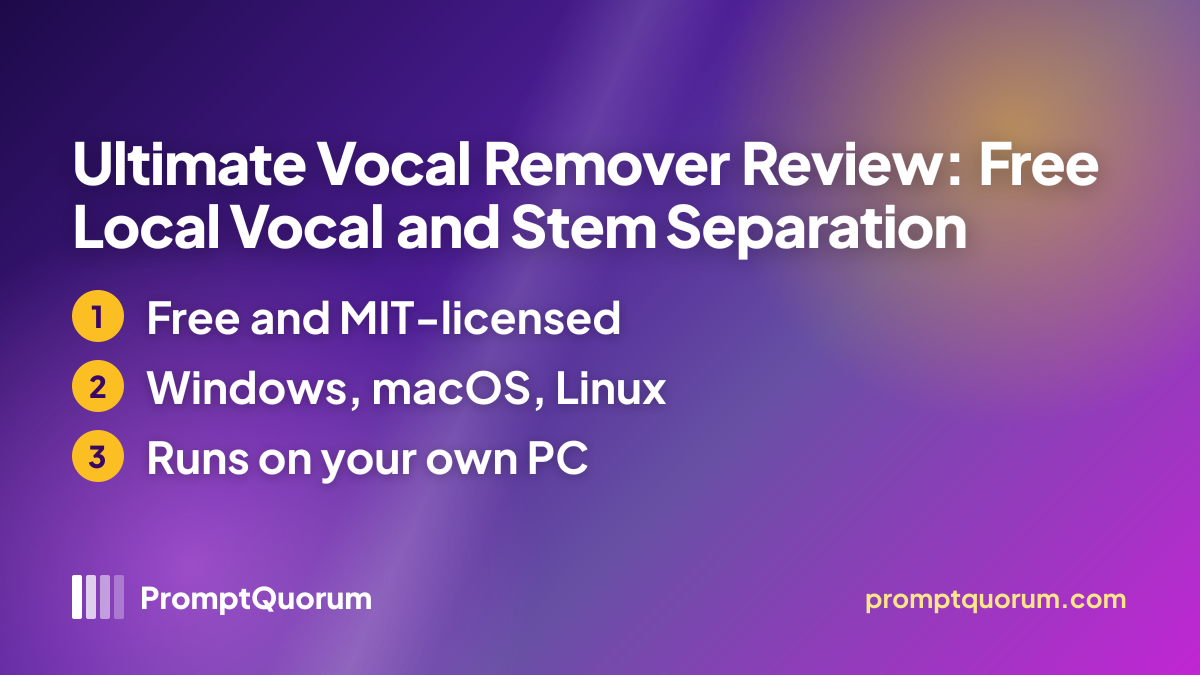 Ultimate Vocal Remover Review: Free
Local Vocal and Stem Separation
1 Free and MIT-licensed
2 Windows, macOS, Linux
3 Runs on your own PC
PromptQuorum
promptquorum.com